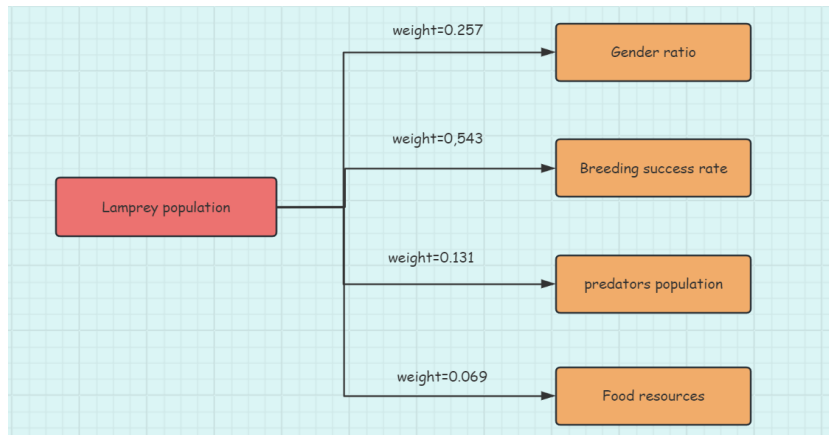 weight=0.257
Gender ratio
weight=0,543
Breeding success rate
Lamprey population
weight=0.131
predators population
weight=0.069
Food resources